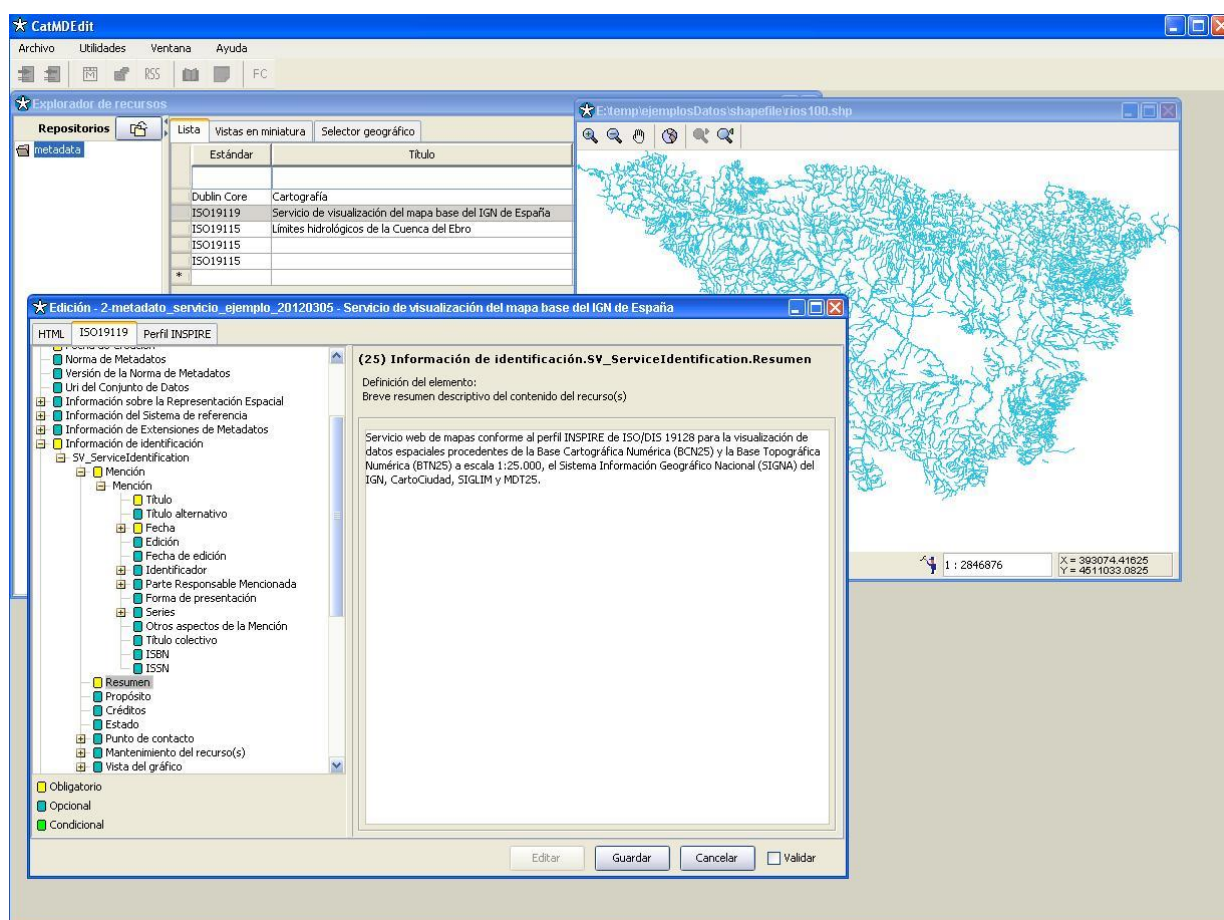 CatMDEdit
Archivo Utilidades Ventana Ayuda
RSS FC
Explorador de recursos
Repositorios
metadata
Lista Vistas en miniatura Selector geográfico
Estándar Título
Dublin Core Cartografía
ISO19119 Servicio de visualización del mapa base del IGN de España
ISO19115 Límites hidrológicos de la Cuenca del Ebro
ISO19115
ISO19115
*
E:\temp\ejemplosDatos\shapefile\rios100.shp
1 : 2846876
X = 393074.41625
Y = 4511033.0825
Edición - 2-metadato_servicio_ejemplo_20120305 - Servicio de visualización del mapa base del IGN de España
HTML ISO19119 Perfil INSPIRE
Fecha de Creación
Norma de Metadatos
Versión de la Norma de Metadatos
Uri del Conjunto de Datos
Información sobre la Representación Espacial
Información del Sistema de referencia
Información de Extensiones de Metadatos
Información de identificación
SV_ServiceIdentification
Mención
Mención
Título
Título alternativo
Fecha
Edición
Fecha de edición
Identificador
Parte Responsable Mencionada
Forma de presentación
Series
Otros aspectos de la Mención
Título colectivo
ISBN
ISSN
Resumen
Propósito
Créditos
Estado
Punto de contacto
Mantenimiento del recurso(s)
Vista del gráfico
Obligatorio
Opcional
Condicional
(25) Información de identificación.SV_ServiceIdentification.Resumen
Definición del elemento:
Breve resumen descriptivo del contenido del recurso(s)
Servicio web de mapas conforme al perfil INSPIRE de ISO/DIS 19128 para la visualización de
datos espaciales procedentes de la Base Cartográfica Numérica (BCN25) y la Base Topográfica
Numérica (BTN25) a escala 1:25.000, el Sistema Información Geográfico Nacional (SIGNA) del
IGN, CartoCiudad, SIGLIM y MDT25.
Editar Guardar Cancelar Validar